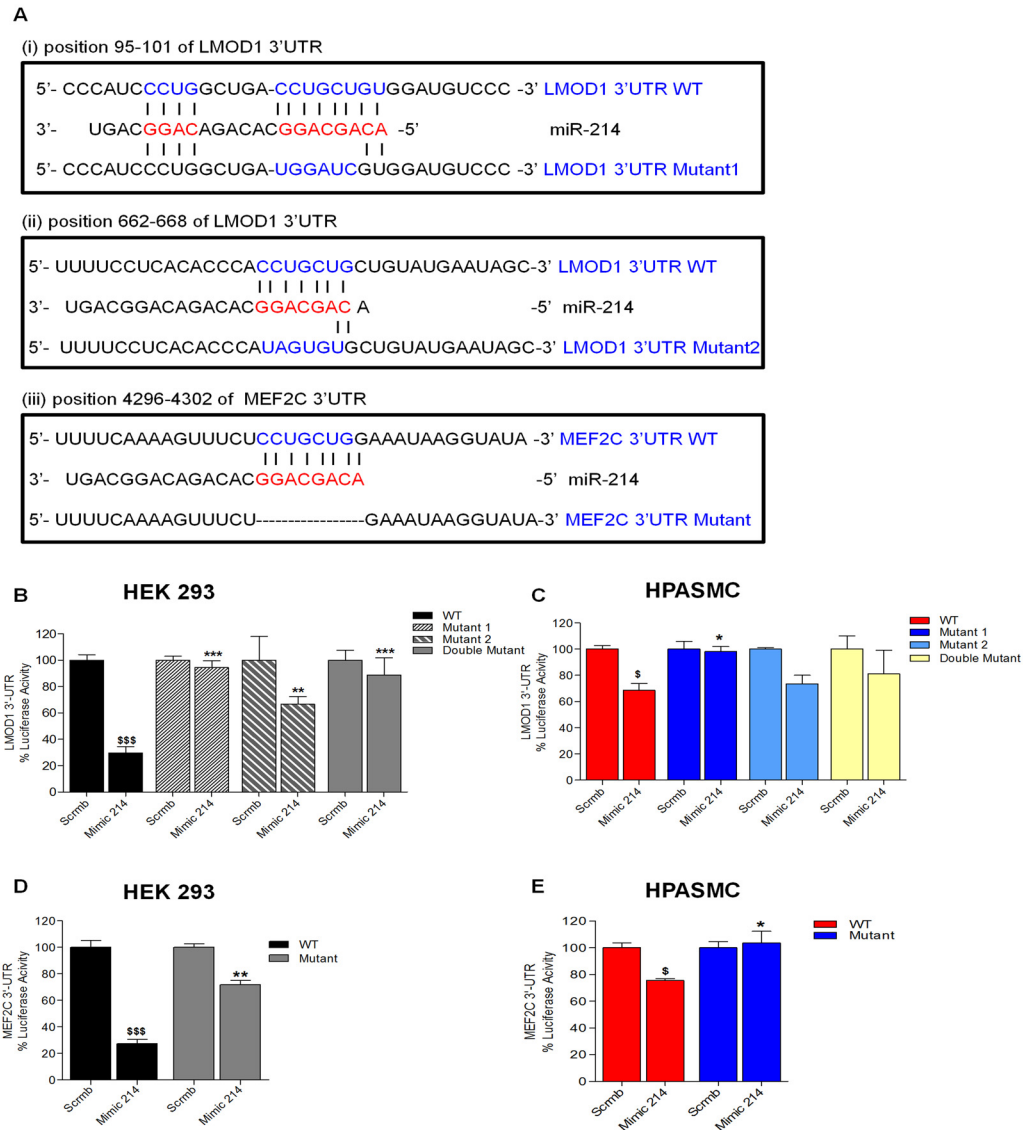 A
(i) position 95-101 of LMOD1 3'UTR
5'- CCCAUCCCUGGCUGA-CCUGCUGUGGAUGUCCC -3' LMOD1 3'UTR WT
3'- UGACGGACAGACACGGACGACA -5' miR-214
5'- CCCAUCCCUGGCUGA-UGGAUCGUGGAUGUCCC -3' LMOD1 3'UTR Mutant1
(ii) position 662-668 of LMOD1 3'UTR
5'- UUUUCCUCACACCCACCUGCUGCUGUAUGAAUAGC-3' LMOD1 3'UTR WT
3'- UGACGGACAGACACGGACGAC A -5' miR-214
5'- UUUUCCUCACACCCAUAGUGUGCUGUAUGAAUAGC-3' LMOD1 3'UTR Mutant2
(iii) position 4296-4302 of MEF2C 3'UTR
5'- UUUUCAAAAGUUUCUCCUGCUGGAAAUAAGGUAUA -3' MEF2C 3'UTR WT
3'- UGACGGACAGACACGGACGACA -5' miR-214
5'- UUUUCAAAAGUUUCU----------------GAAAUAAGGUAUA-3' MEF2C 3'UTR Mutant
B
HEK 293
LMOD1 3'-UTR
% Luciferase Acivity
120
100
80
60
40
20
0
$$$
***
**
***
Scrmb
Mimic 214
Scrmb
Mimic 214
Scrmb
Mimic 214
Scrmb
Mimic 214
WT
Mutant 1
Mutant 2
Double Mutant
C
HPASMC
LMOD1 3'-UTR
% Luciferase Acivity
120
100
80
60
40
20
0
$
*
Scrmb
Mimic 214
Scrmb
Mimic 214
Scrmb
Mimic 214
Scrmb
Mimic 214
WT
Mutant 1
Mutant 2
Double Mutant
D
HEK 293
MEF2C 3'-UTR
% Luciferase Acivity
120
100
80
60
40
20
0
$$$
**
Scrmb
Mimic 214
Scrmb
Mimic 214
WT
Mutant
E
HPASMC
MEF2C 3'-UTR
% Luciferase Acivity
120
100
80
60
40
20
0
$
*
Scrmb
Mimic 214
Scrmb
Mimic 214
WT
Mutant